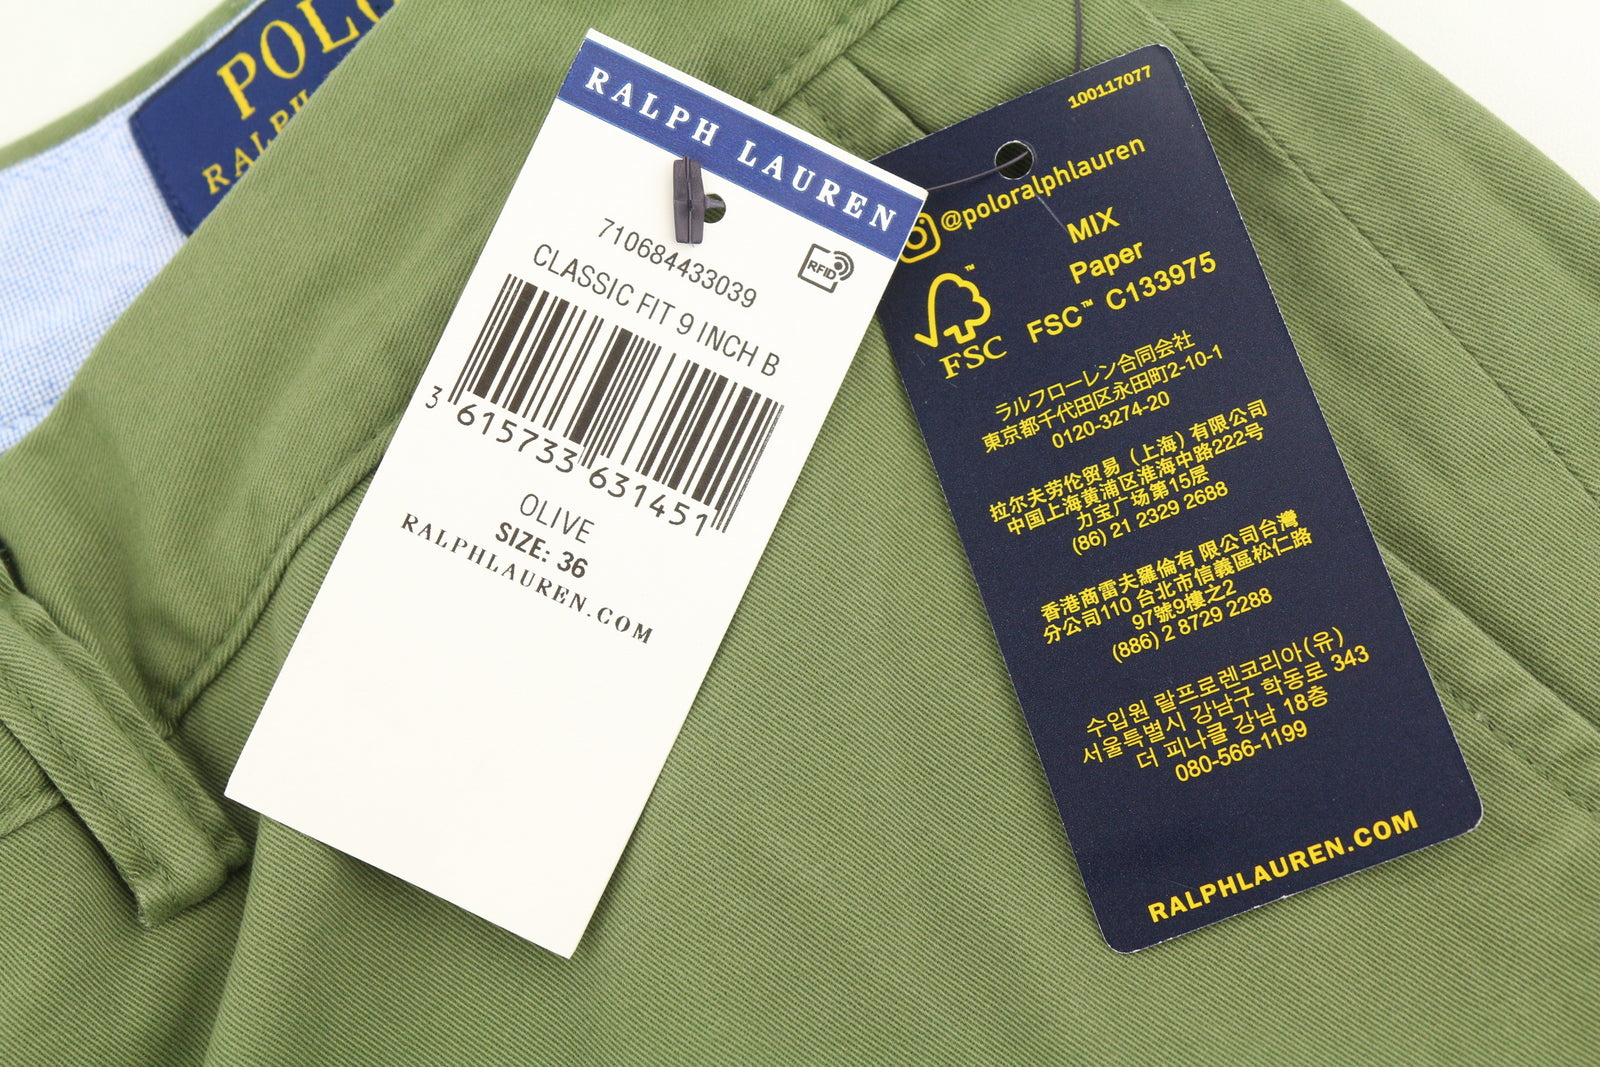 POLO
RALPH
RALPH LAUREN
RFID
710684433039
CLASSIC FIT 9 INCH B
3 615733 631451
OLIVE
SIZE: 36
RALPHLAUREN.COM
100117077
@poloralphlauren
MIX
Paper
FSC™ C133975
™
FSC
ラルフローレン合同会社
東京都千代田区永田町2-10-1
0120-3274-20
拉尔夫劳伦贸易（上海）有限公司
中国上海黄浦区淮海中路222号
力宝广场第15层
(86) 21 2329 2688
香港商雷夫羅倫有 限公司台灣
分公司110 台北市信義區松仁路
97號9樓之2
(886) 2 8729 2288
수입원 랄프로렌코리아(유)
서울특별시 강남구 학동로 343
더 피나클 강남 18층
080-566-1199
RALPHLAUREN.COM